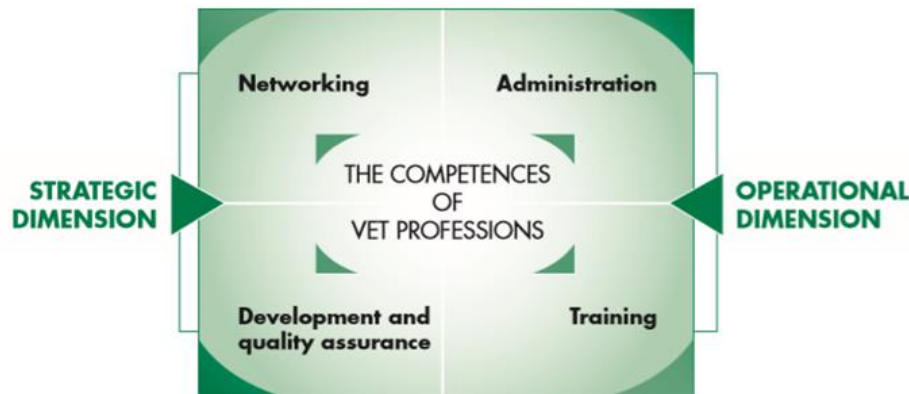 Networking
Administration
THE COMPETENCES
OF
VET PROFESSIONS
STRATEGIC
DIMENSION
OPERATIONAL
DIMENSION
Development and
quality assurance
Training